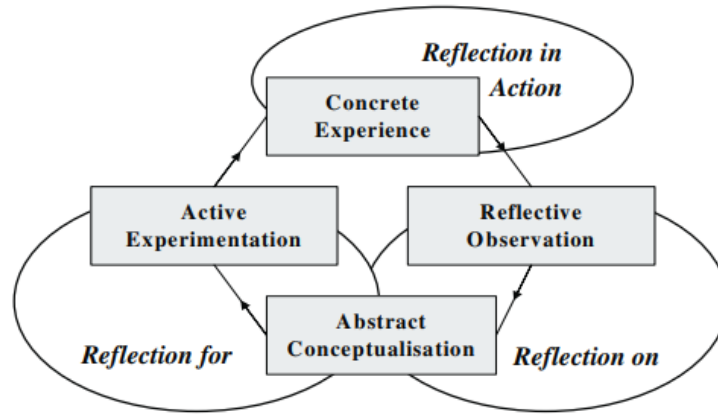 Reflection in
Action
Concrete
Experience
Active
Experimentation
Reflective
Observation
Abstract
Conceptualisation
Reflection for
Reflection on